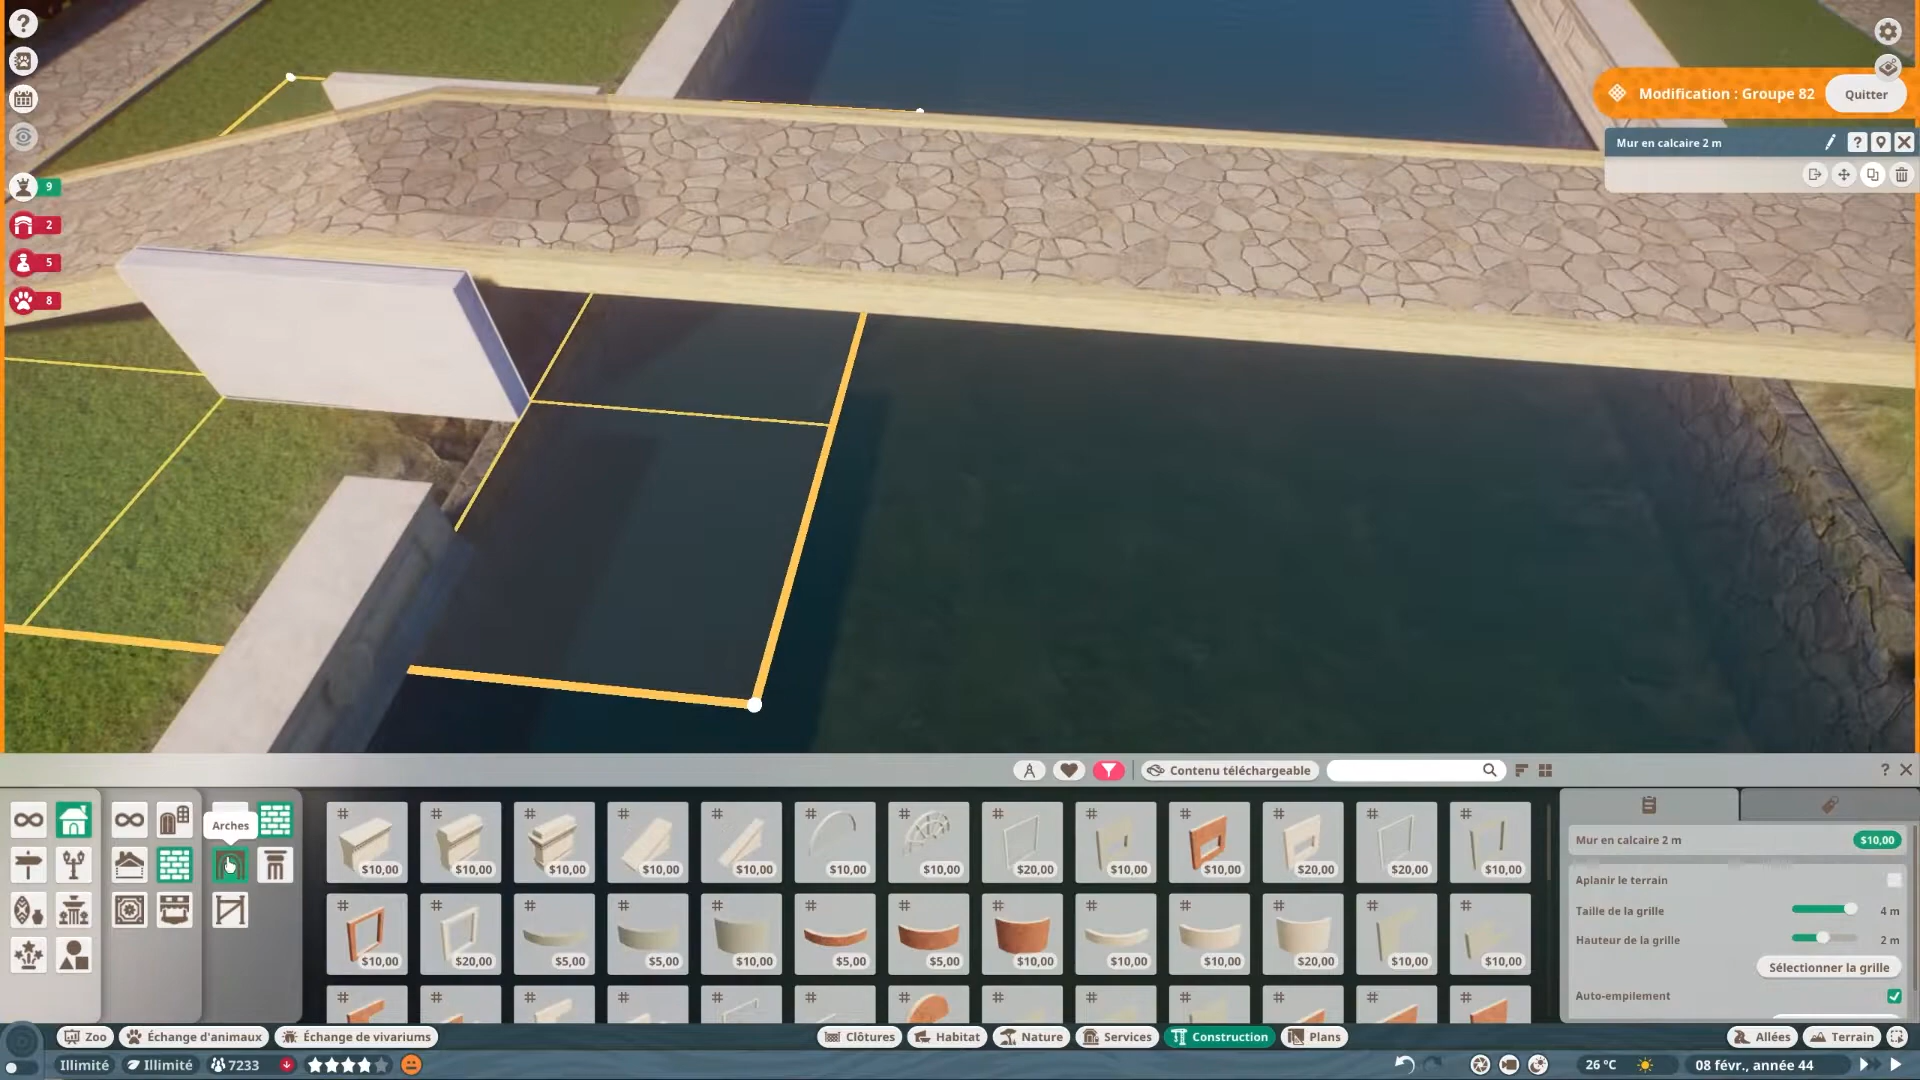 ?
Modification : Groupe 82
Quitter
Mur en calcaire 2 m
?
9
2
5
8
Contenu téléchargeable
?
Arches
$10,00 $10,00 $10,00 $10,00 $10,00 $10,00 $10,00 $20,00 $10,00 $10,00 $20,00 $20,00 $10,00
$10,00 $20,00 $5,00 $5,00 $10,00 $5,00 $5,00 $10,00 $10,00 $10,00 $20,00 $10,00 $10,00
Mur en calcaire 2 m
$10,00
Aplanir le terrain
Taille de la grille
4 m
Hauteur de la grille
2 m
Sélectionner la grille
Auto-empilement
Zoo
Échange d'animaux
Échange de vivariums
Clôtures
Habitat
Nature
Services
Construction
Plans
Allées
Terrain
Illimité
Illimité
7233
26 °C
08 févr., année 44